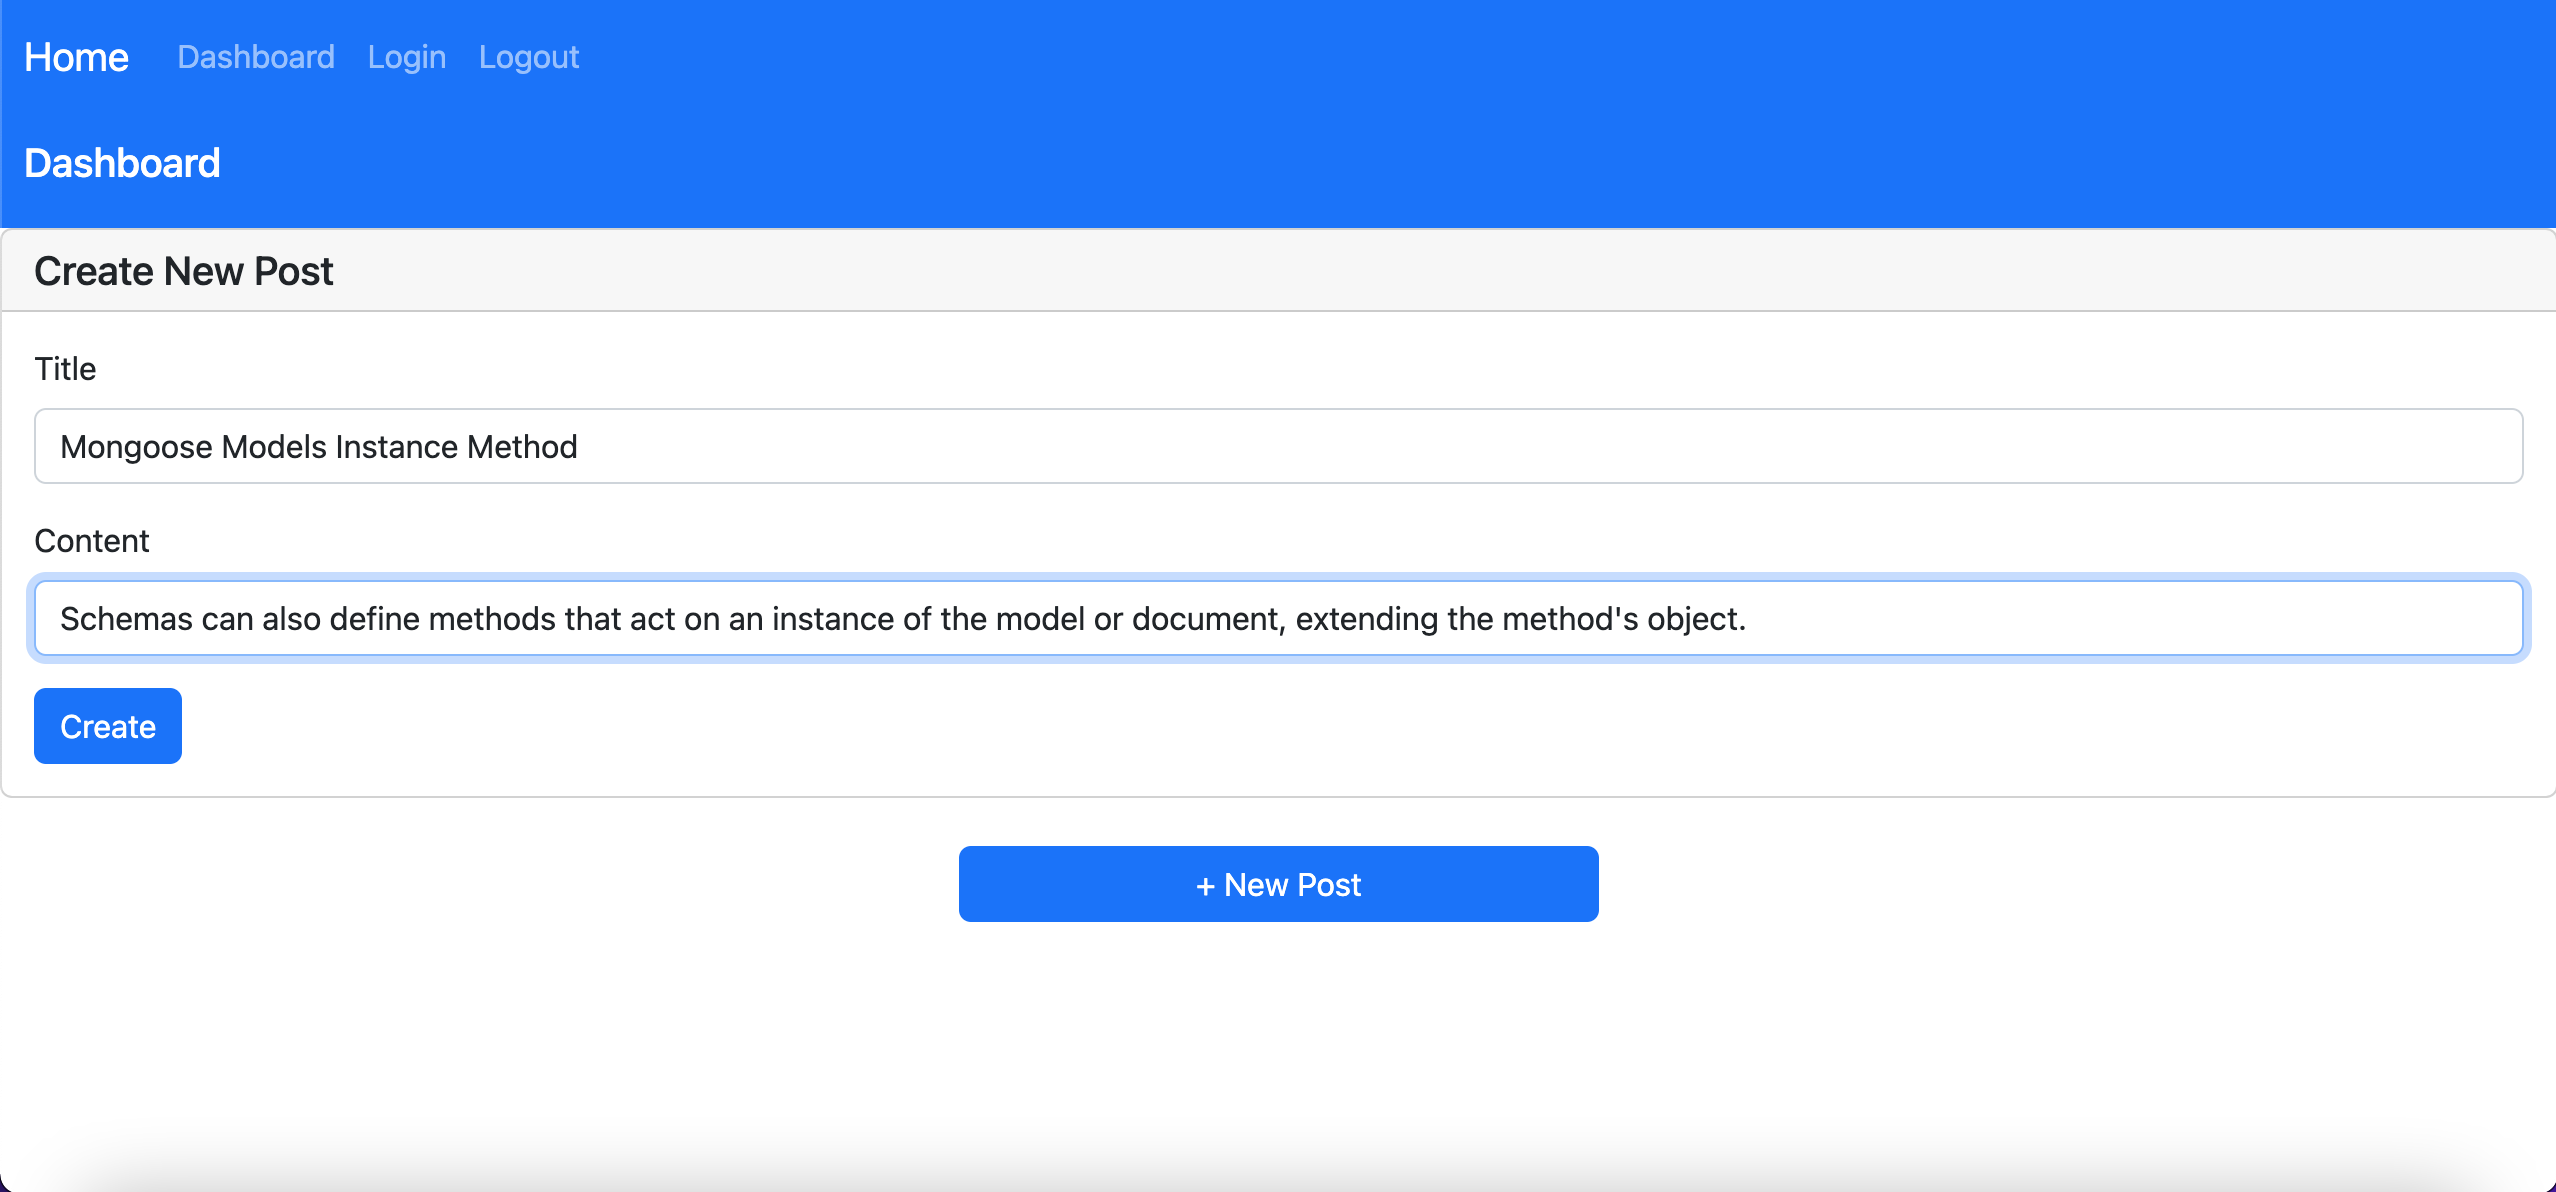 Home Dashboard Login Logout
Dashboard
Create New Post
Title
Mongoose Models Instance Method
Content
Schemas can also define methods that act on an instance of the model or document, extending the method's object.
Create
+ New Post